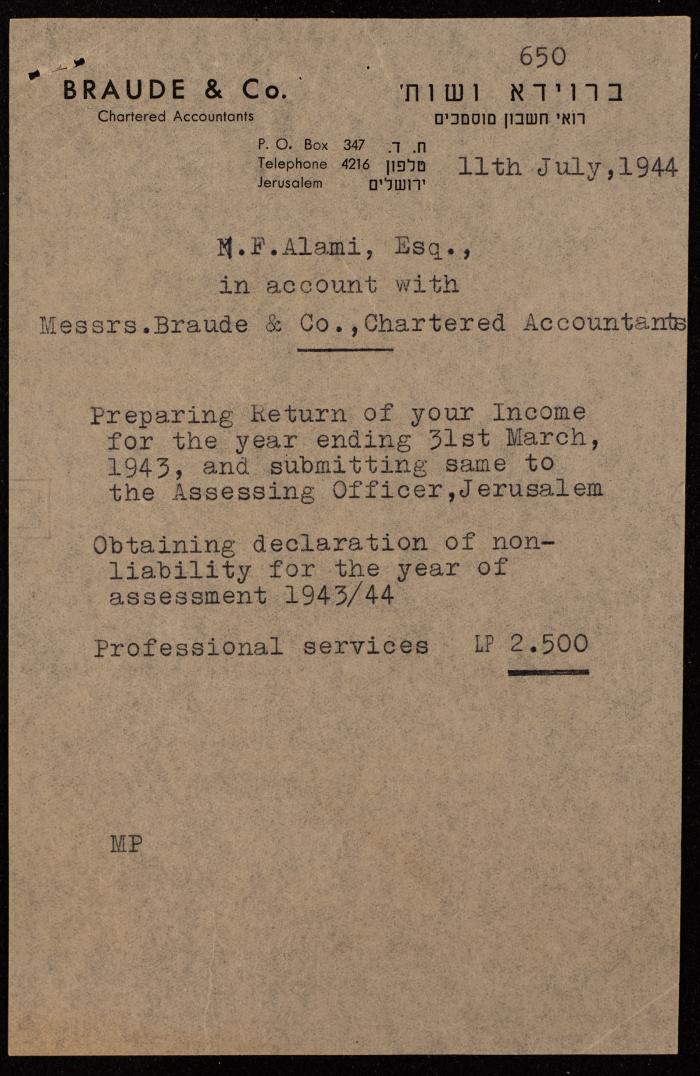 650
BRAUDE & Co.
ברוידא ושות'
Chartered Accountants
רואי חשבון מוסמכים
P. O. Box 347 ת. ד.
Telephone 4216 טלפון
Jerusalem ירושלים
11th July,1944
M.F.Alami, Esq.,
in account with
Messrs.Braude & Co.,Chartered Accountants
Preparing Return of your Income
for the year ending 31st March,
1943, and submitting same to
the Assessing Officer,Jerusalem
Obtaining declaration of non-
liability for the year of
assessment 1943/44
Professional services LP 2.500
MP